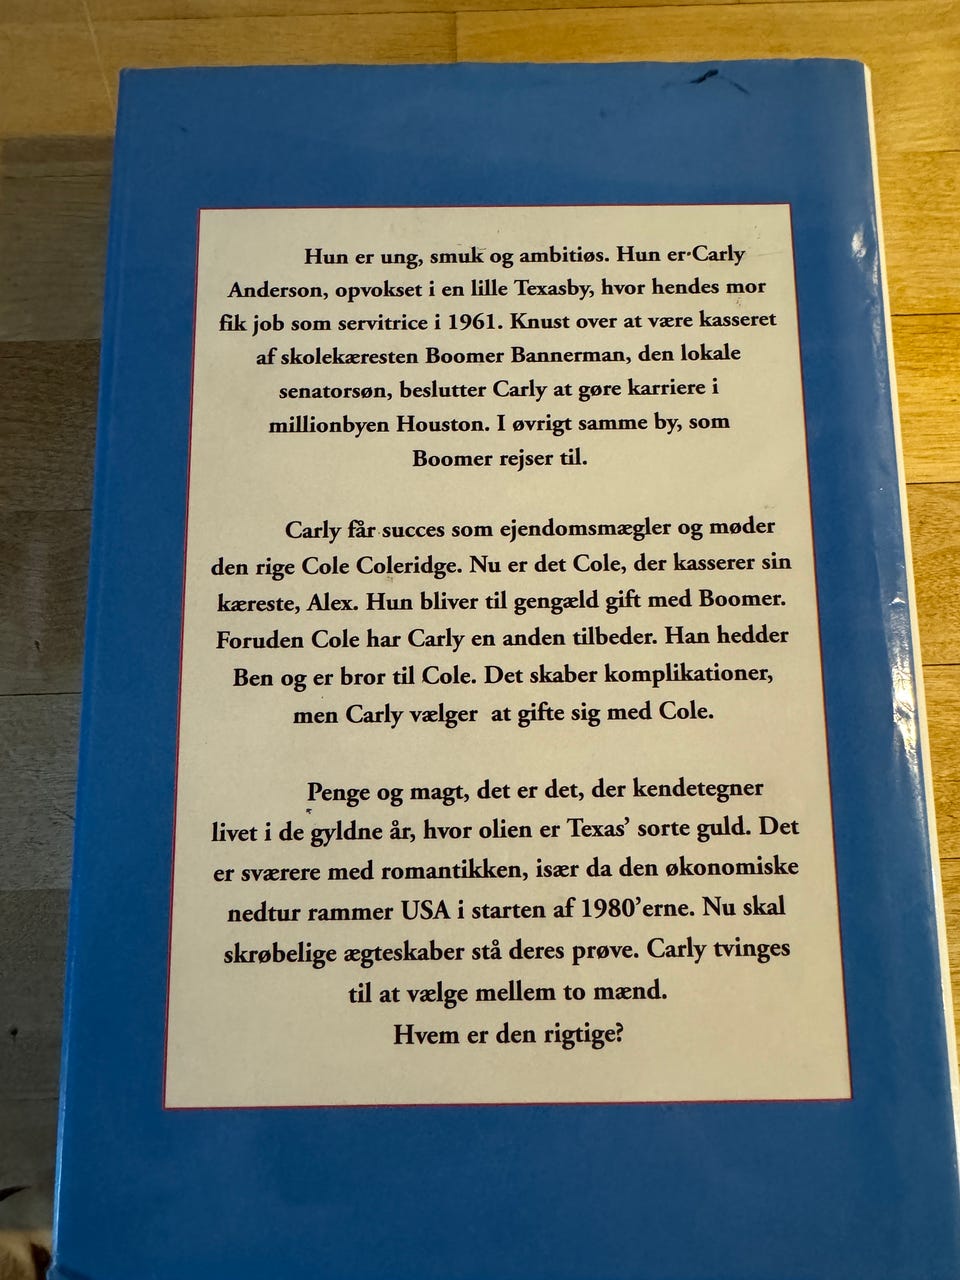 Hun er ung, smuk og ambitiøs. Hun er Carly
Anderson, opvokset i en lille Texasby, hvor hendes mor
fik job som servitrice i 1961. Knust over at være kasseret
af skolekæresten Boomer Bannerman, den lokale
senatorsøn, beslutter Carly at gøre karriere i
millionbyen Houston. I øvrigt samme by, som
Boomer rejser til.
Carly får succes som ejendomsmægler og møder
den rige Cole Coleridge. Nu er det Cole, der kasserer sin
kæreste, Alex. Hun bliver til gengæld gift med Boomer.
Foruden Cole har Carly en anden tilbeder. Han hedder
Ben og er bror til Cole. Det skaber komplikationer,
men Carly vælger at gifte sig med Cole.
Penge og magt, det er det, der kendetegner
livet i de gyldne år, hvor olien er Texas’ sorte guld. Det
er sværere med romantikken, især da den økonomiske
nedtur rammer USA i starten af 1980’erne. Nu skal
skrøbelige ægteskaber stå deres prøve. Carly tvinges
til at vælge mellem to mænd.
Hvem er den rigtige?